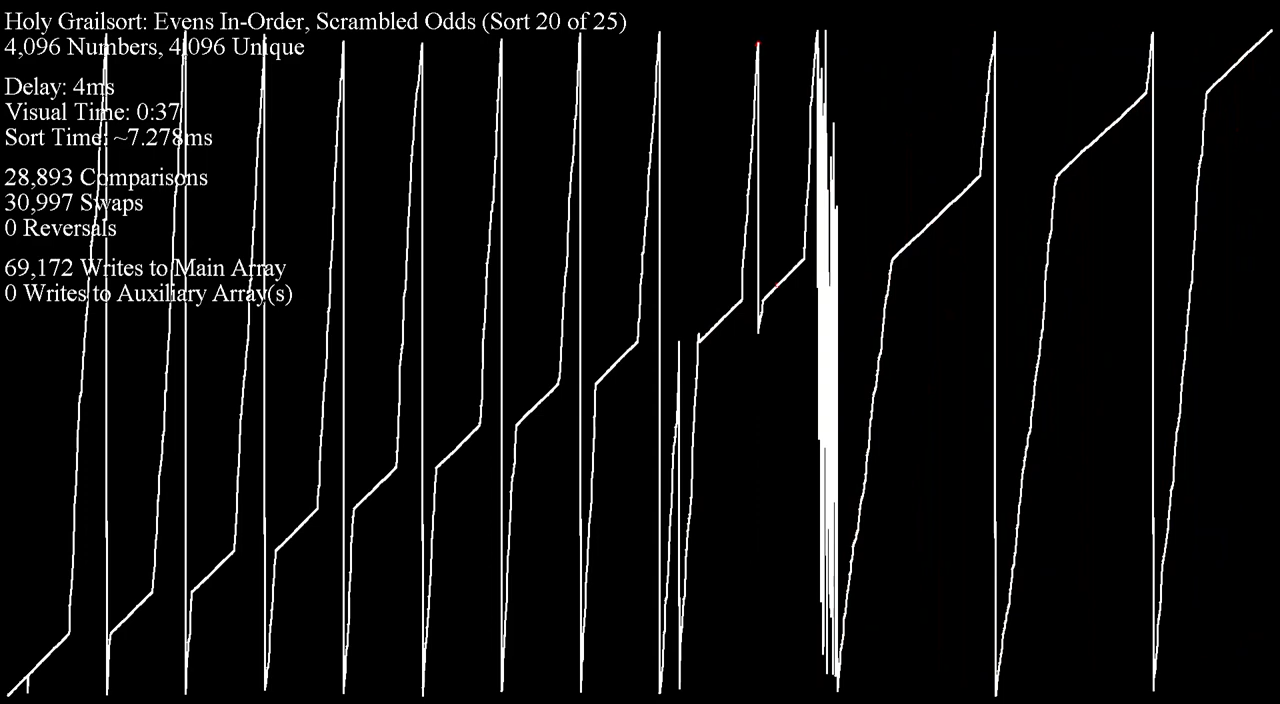 Holy Grailsort: Evens In-Order, Scrambled Odds (Sort 20 of 25)
4,096 Numbers, 4,096 Unique
Delay: 4ms
Visual Time: 0:37
Sort Time: ~7.278ms
28,893 Comparisons
30,997 Swaps
0 Reversals
69,172 Writes to Main Array
0 Writes to Auxiliary Array(s)